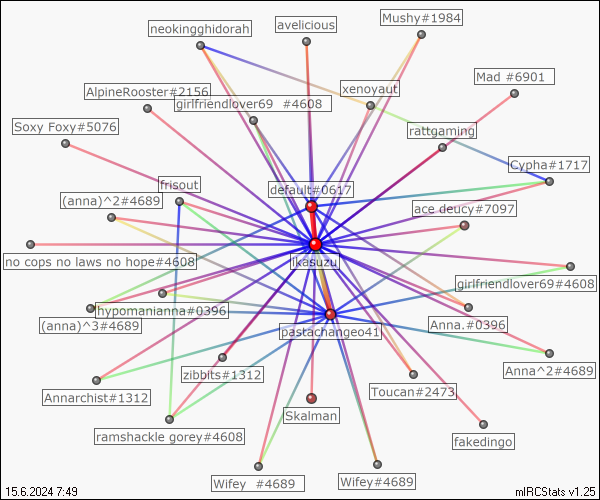 neokingghidorah
avelicious
Mushy#1984
xenoyaut
Mad #6901
AlpineRooster#2156
girlfriendlover69 #4608
Soxy Foxy#5076
rattgaming
Cypha#1717
frisout
default#0617
(anna)^2#4689
ace deucy#7097
no cops no laws no hope#4608
ikasuzu
girlfriendlover69#4608
hypomanianna#0396
(anna)^3#4689
pastachangeo41
Anna.#0396
Anna^2#4689
zibbits#1312
Annarchist#1312
Toucan#2473
Skalman
ramshackle gorey#4608
fakedingo
Wifey #4689
Wifey#4689
15.6.2024 7:49
mIRCStats v1.25